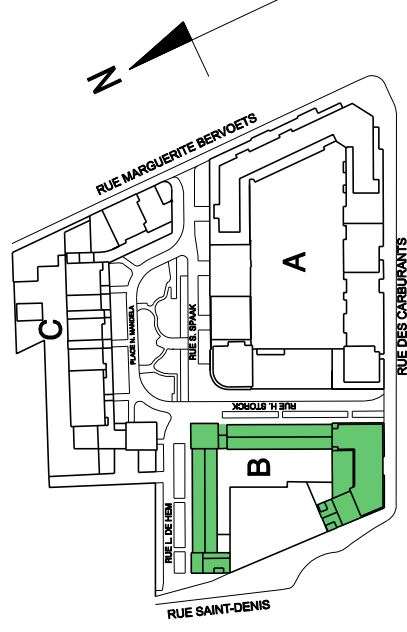 N
RUE MARGUERITE BERVOETS
A
RUE DES CARBURANTS
C
PLACE N. MANDELA
RUE S. SPAAK
RUE H. STORCK
B
RUE L. DE HEM
RUE SAINT-DENIS